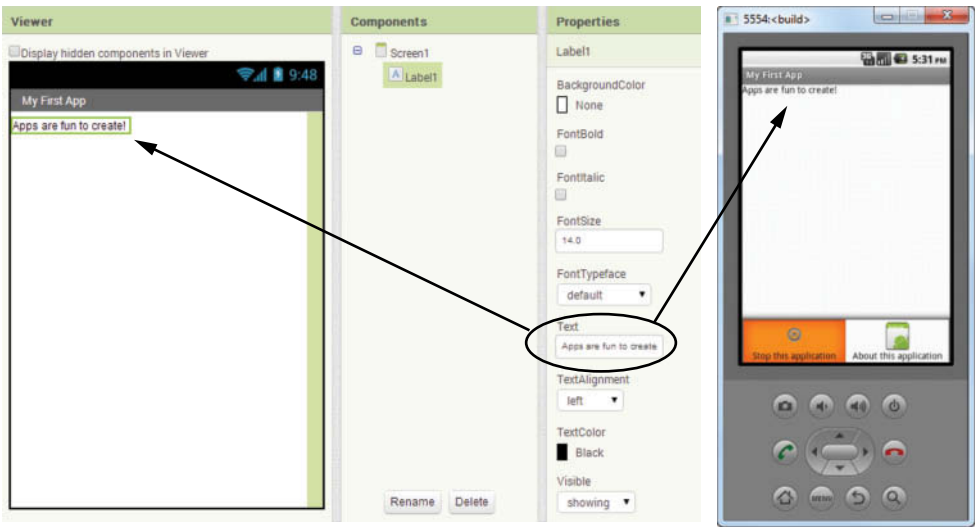 Viewer
Display hidden components in Viewer
9:48
My First App
Apps are fun to create!
Components
Screen1
A Label1
Rename
Delete
Properties
Label1
BackgroundColor
None
FontBold
FontItalic
FontSize
14.0
FontTypeface
default
Text
Apps are fun to create
TextAlignment
left
TextColor
Black
Visible
showing
5554:<build>
5:31 PM
My First App
Apps are fun to create!
Stop this application
About this application
MENU